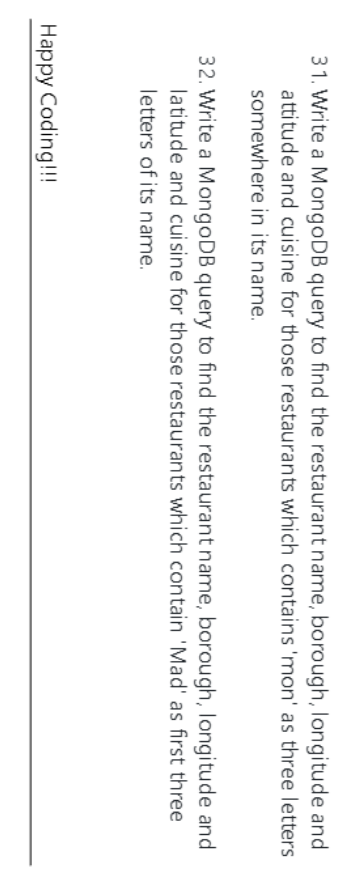 31. Write a MongoDB query to find the restaurant name, borough, longitude and
attitude and cuisine for those restaurants which contains 'mon' as three letters
somewhere in its name.
32. Write a MongoDB query to find the restaurant name, borough, longitude and
latitude and cuisine for those restaurants which contain 'Mad' as first three
letters of its name.
Happy Coding!!!